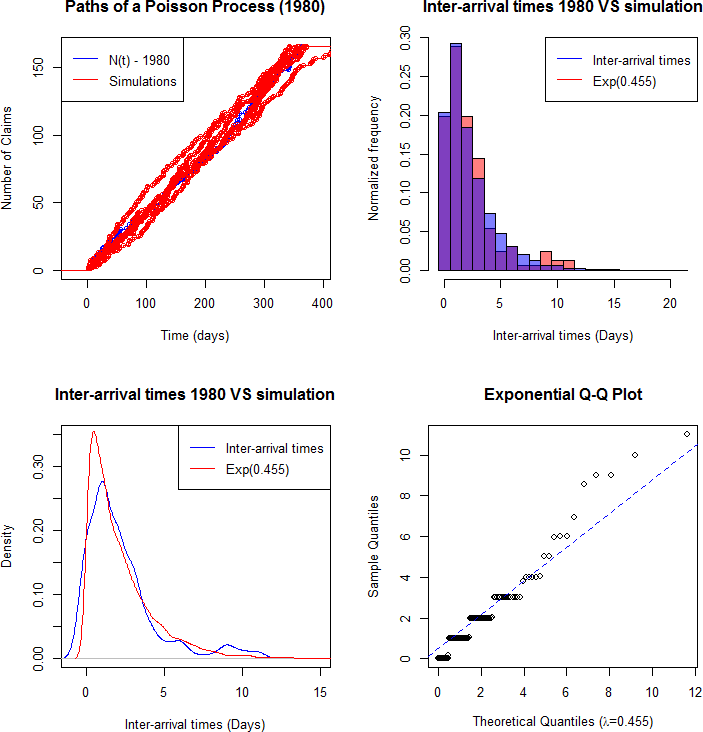 Paths of a Poisson Process (1980)
N(t) - 1980
Simulations
Number of Claims
0
50
100
150
0
100
200
300
400
Time (days)
Inter-arrival times 1980 VS simulation
Inter-arrival times
Exp(0.455)
Normalized frequency
0.00
0.05
0.10
0.15
0.20
0.30
0
5
10
15
20
Inter-arrival times (Days)
Inter-arrival times 1980 VS simulation
Inter-arrival times
Exp(0.455)
Density
0.00
0.10
0.20
0.30
0
5
10
15
Inter-arrival times (Days)
Exponential Q-Q Plot
Sample Quantiles
0
2
4
6
8
10
0
2
4
6
8
10
12
Theoretical Quantiles (λ=0.455)